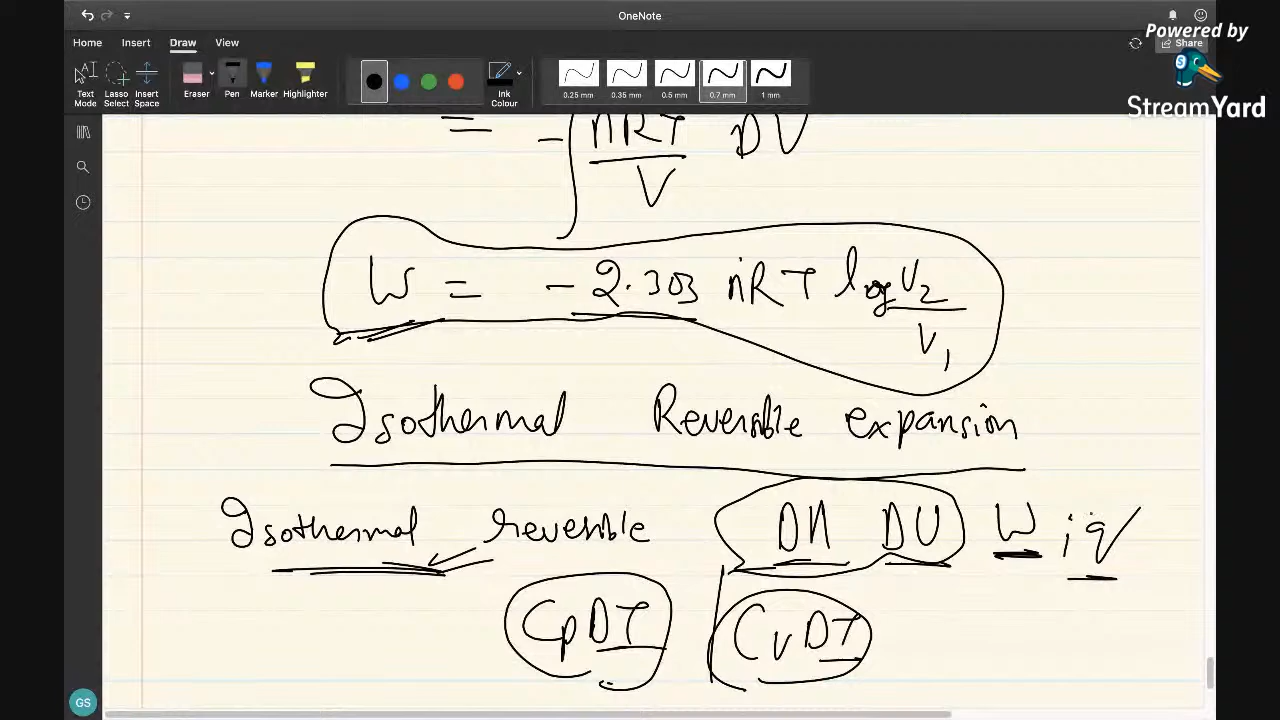 OneNote
Powered by
Home Insert Draw View
Share
StreamYard
Text Mode
Lasso Select
Insert Space
Eraser
Pen
Marker
Highlighter
Ink Colour
0.25 mm
0.35 mm
0.5 mm
0.7 mm
1 mm
= -∫ nRT/V DV
W = - 2.303 nRT log V2/V1
Isothermal Reversible expansion
Isothermal reversible DH DU W i q
CpDT CvDT
GS